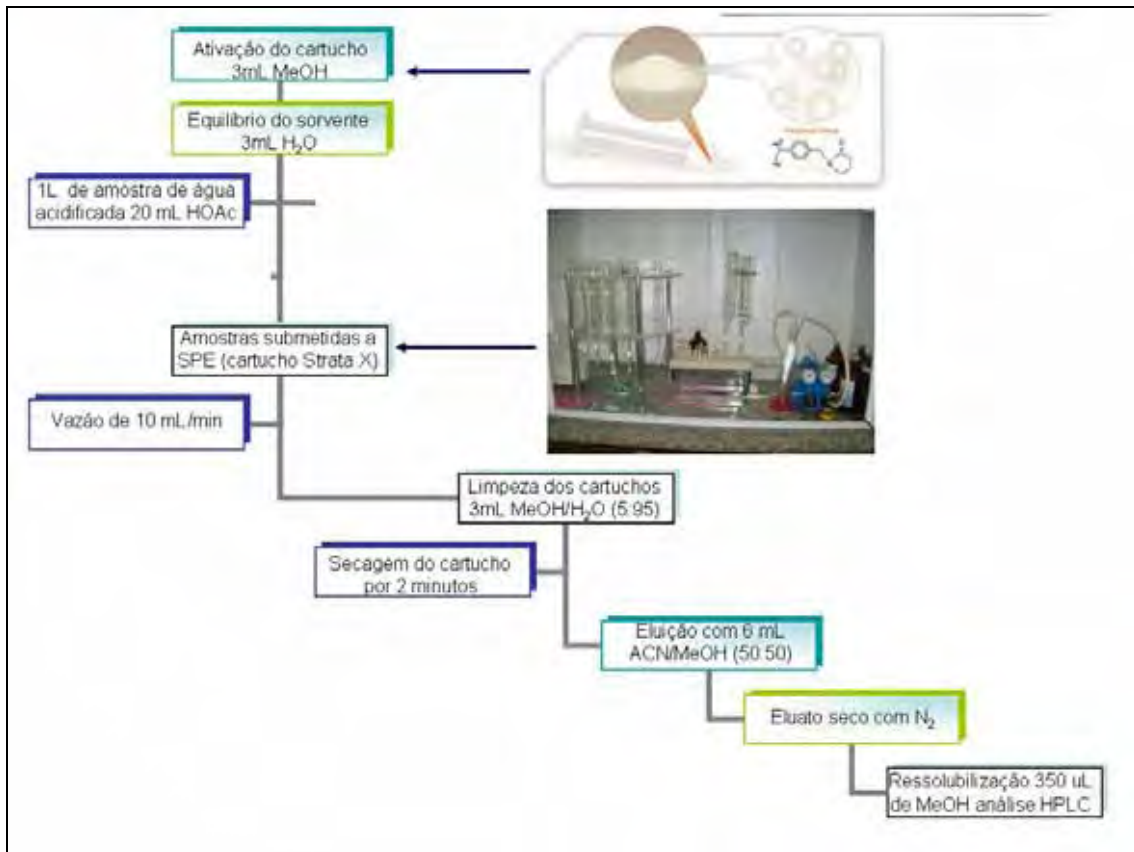 Ativação do cartucho
3mL MeOH
Equilíbrio do sorvente
3mL H₂O
1L de amostra de água
acidificada 20 mL HOAc
Amostras submetidas a
SPE (cartucho Strata X)
Vazão de 10 mL/min
Limpeza dos cartuchos
3mL MeOH/H₂O (5:95)
Secagem do cartucho
por 2 minutos
Eluição com 6 mL
ACN/MeOH (50:50)
Eluato seco com N₂
Ressolubilização 350 uL
de MeOH análise HPLC